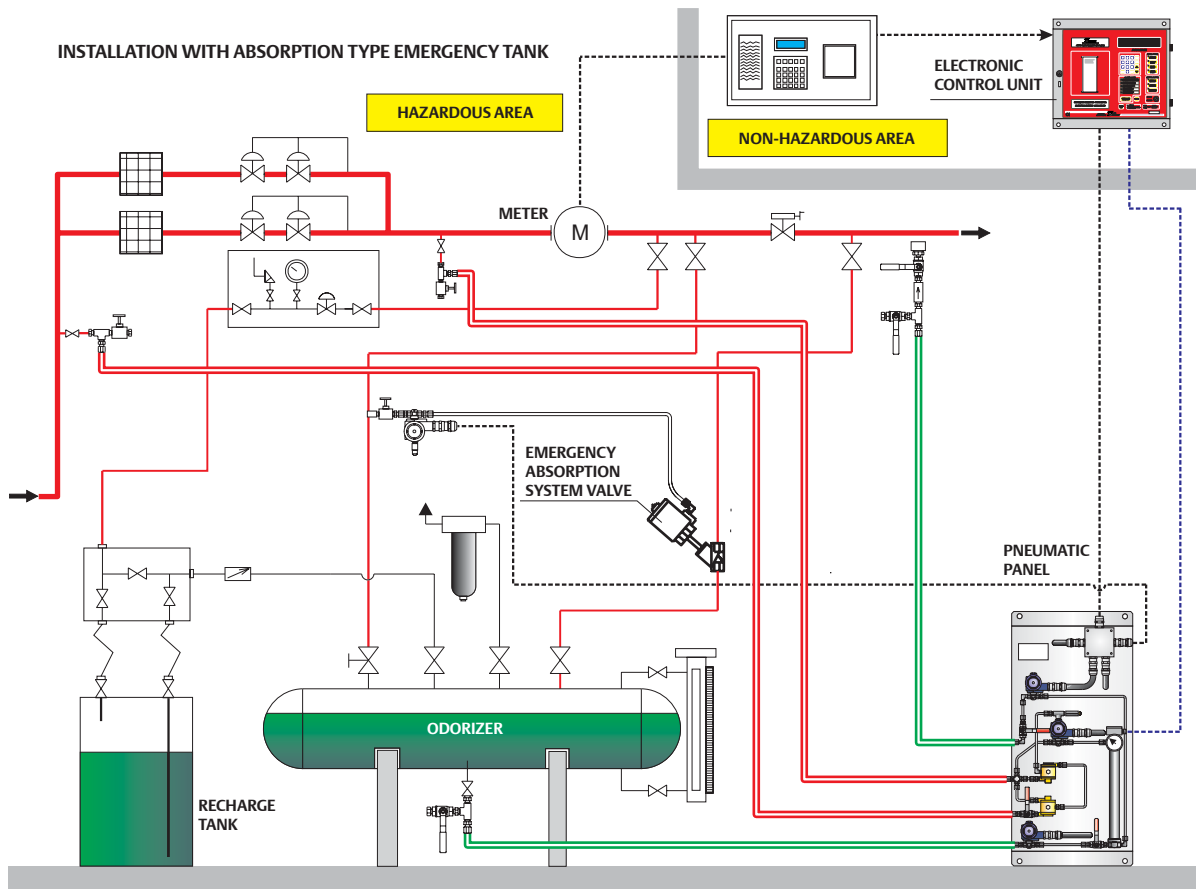 INSTALLATION WITH ABSORPTION TYPE EMERGENCY TANK
HAZARDOUS AREA
NON-HAZARDOUS AREA
ELECTRONIC
CONTROL UNIT
METER
M
EMERGENCY
ABSORPTION
SYSTEM VALVE
PNEUMATIC
PANEL
ODORIZER
RECHARGE
TANK